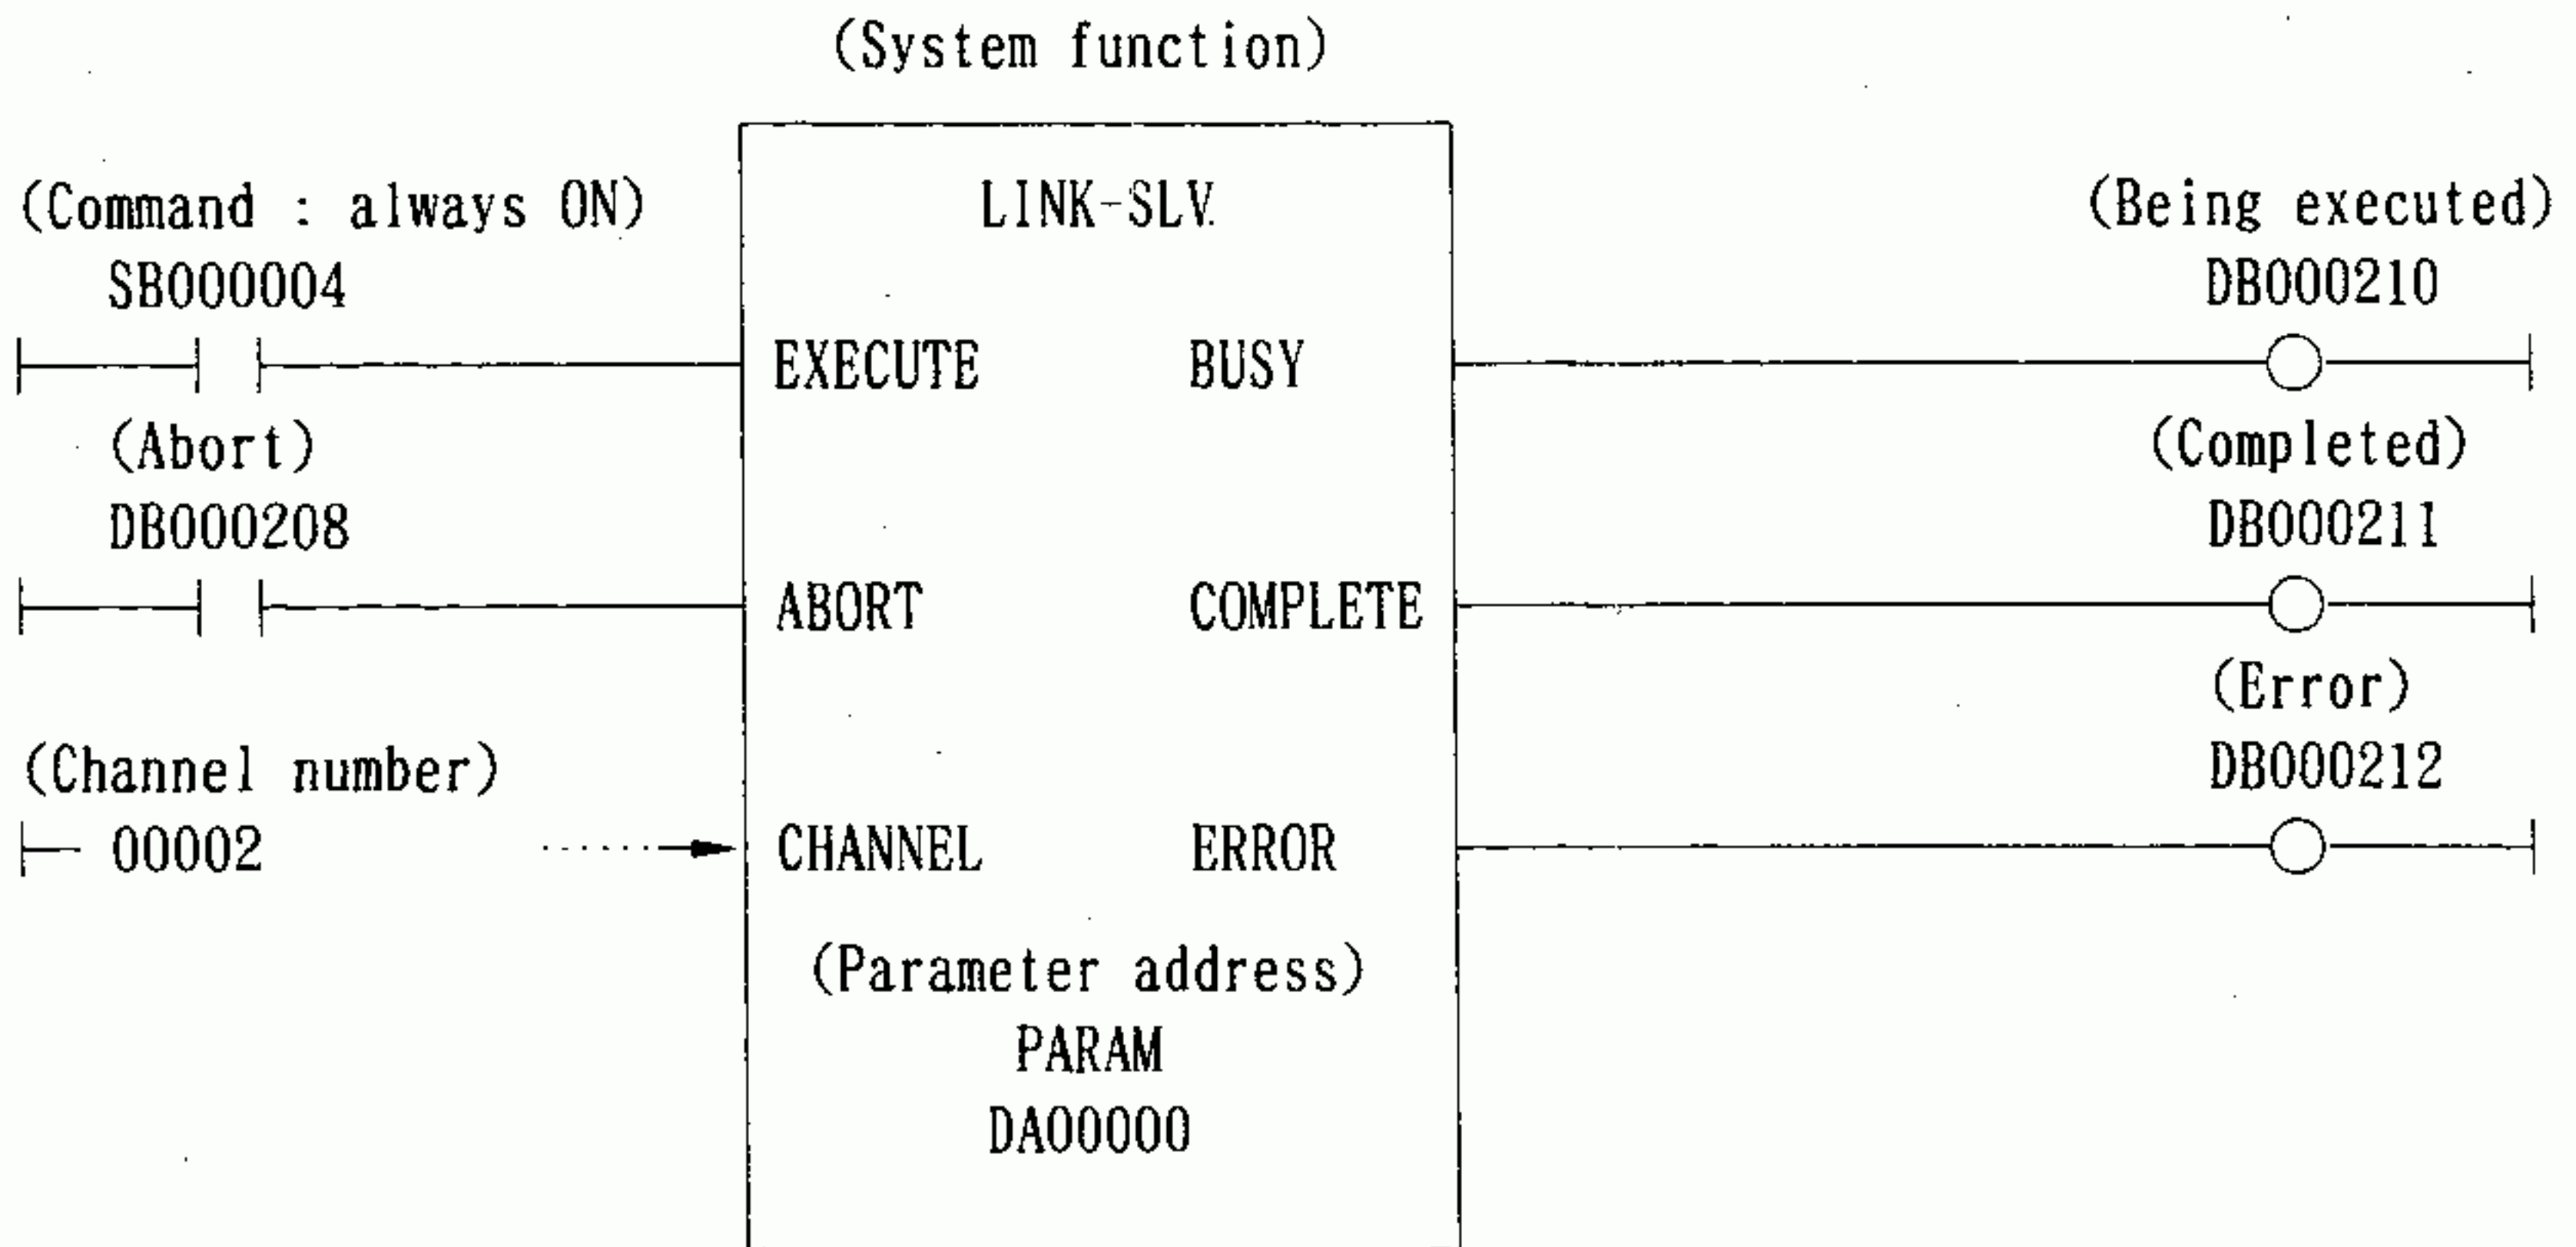 (System function)
LINK-SLV
(Command : always ON)
SB000004
EXECUTE
BUSY
(Being executed)
DB000210
(Abort)
DB000208
ABORT
COMPLETE
(Completed)
DB000211
(Channel number)
00002
CHANNEL
ERROR
(Error)
DB000212
(Parameter address)
PARAM
DA00000